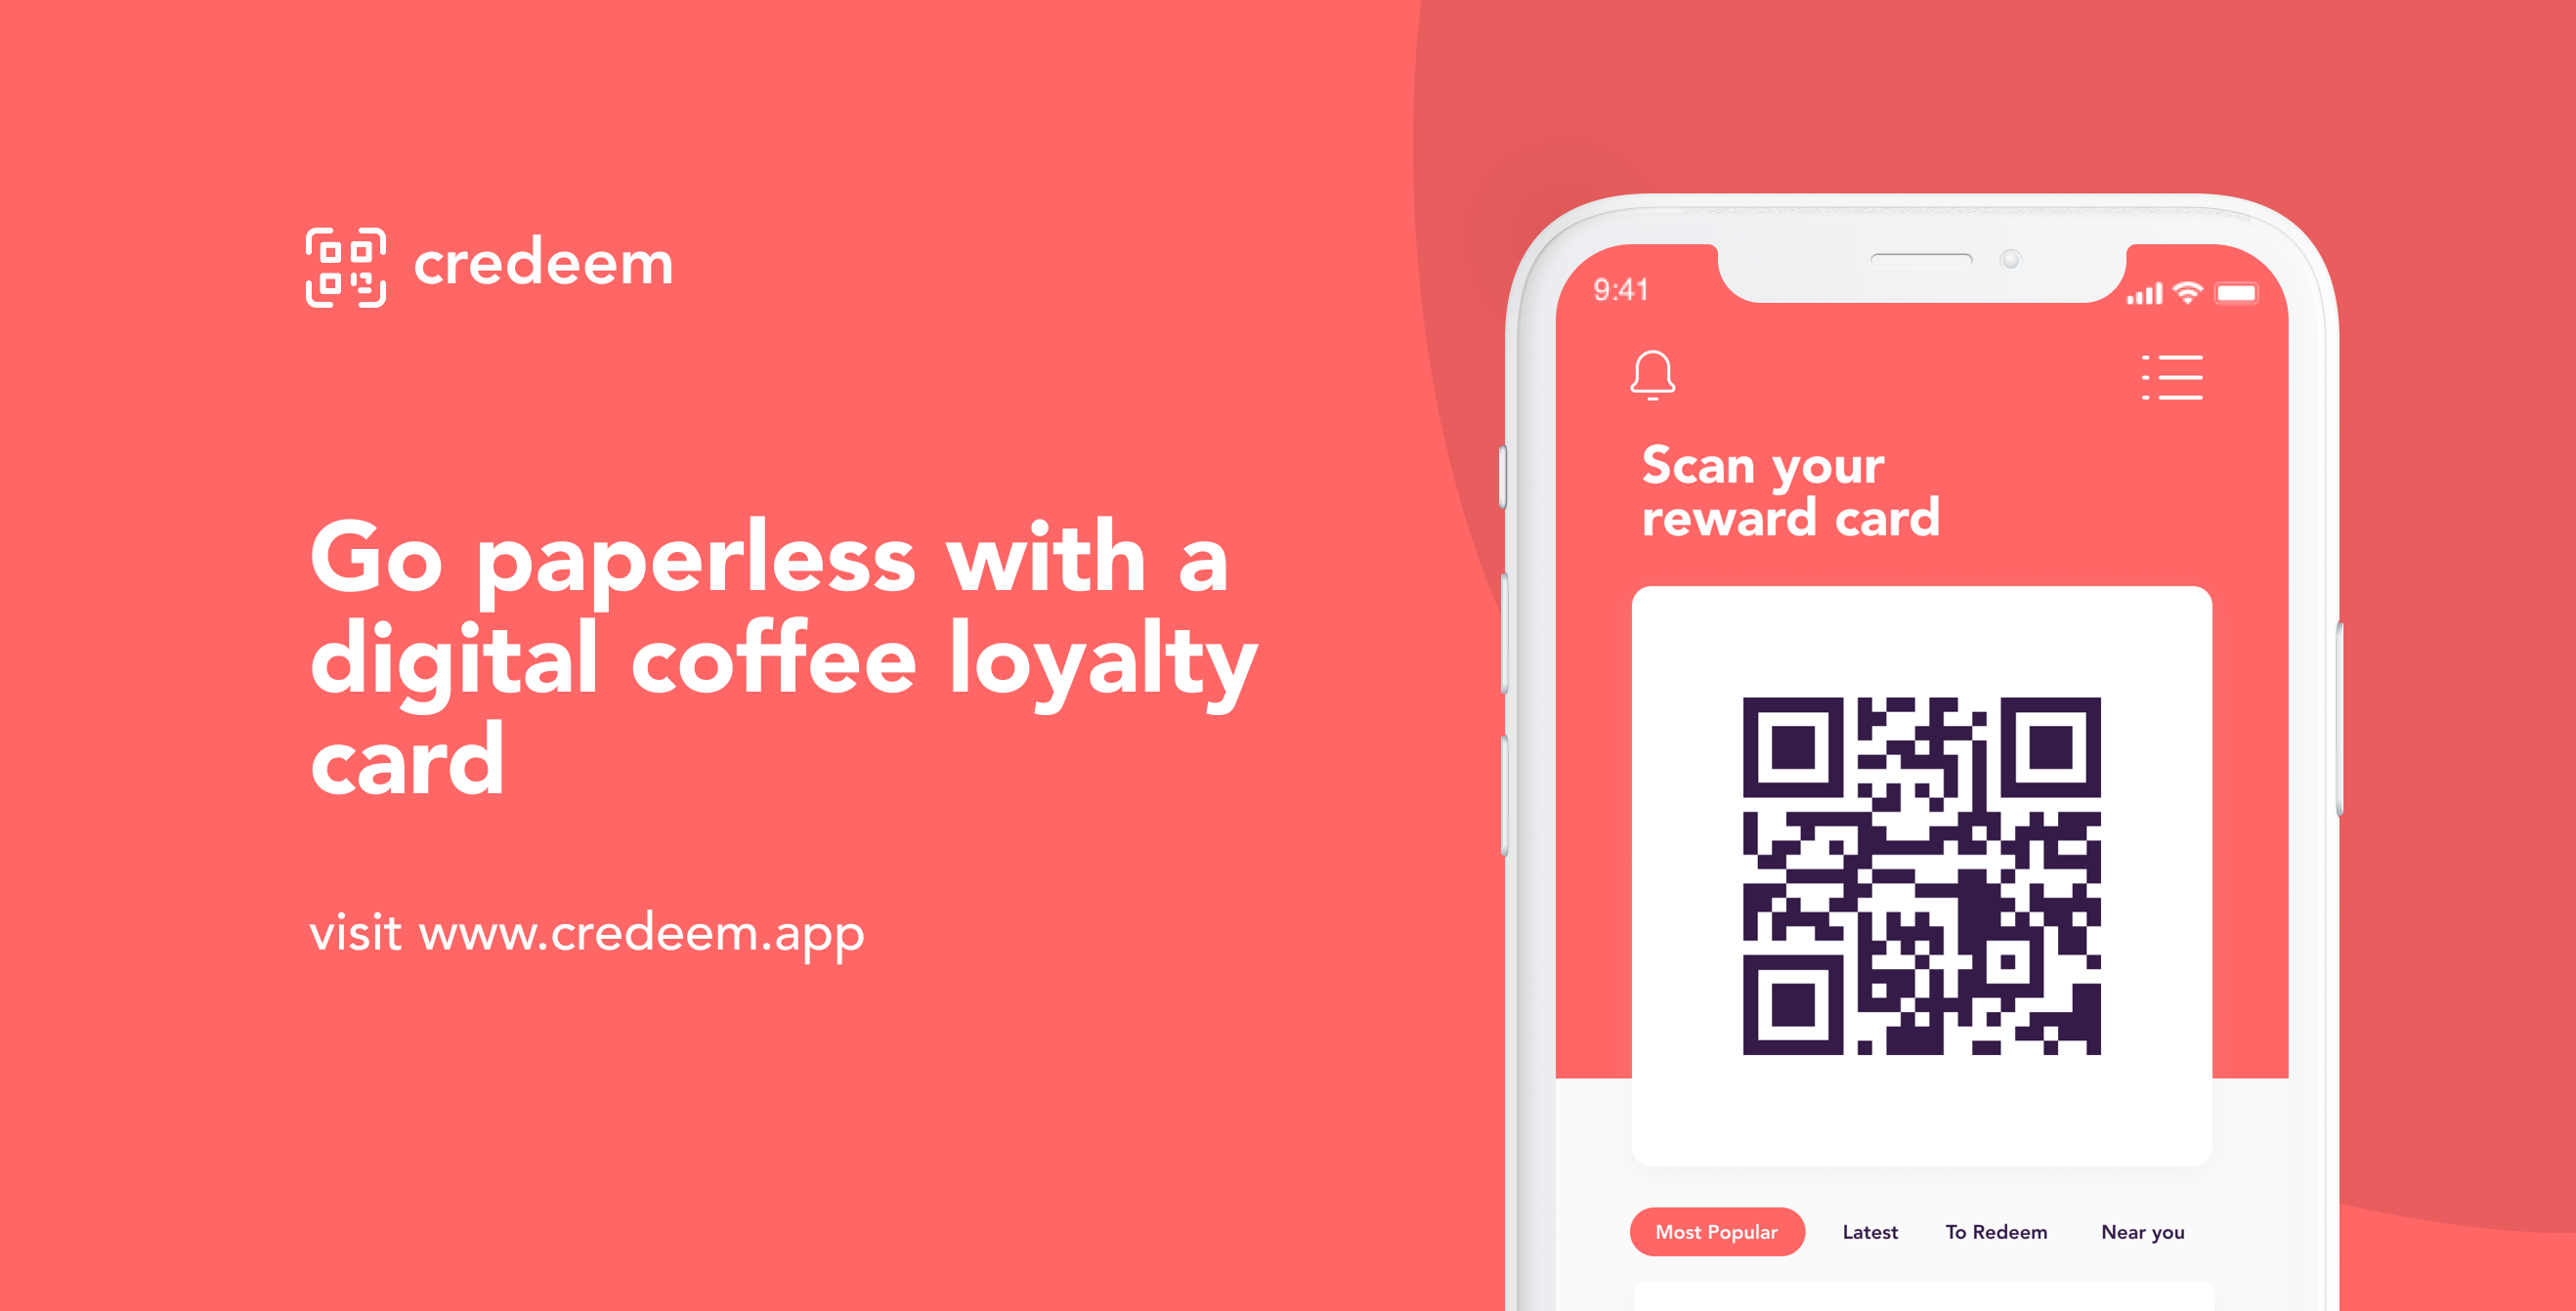 credeem
Go paperless with a
digital coffee loyalty
card
visit www.credeem.app
9:41
Scan your
reward card
Most Popular
Latest
To Redeem
Near you